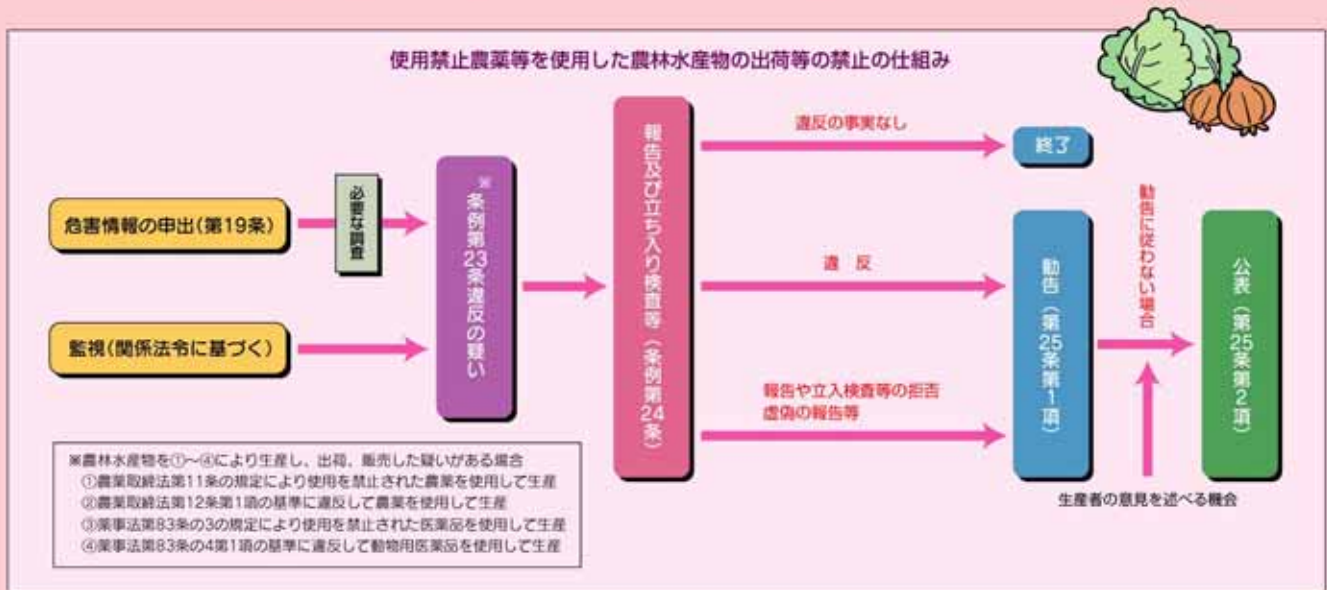 使用禁止農薬等を使用した農林水産物の出荷等の禁止の仕組み
危害情報の申出(第19条)
監視(関係法令に基づく)
必要な調査
※条例第23条違反の疑い
報告及び立ち入り検査等(条例第24条)
違反の事実なし
違 反
報告や立入検査等の拒否
虚偽の報告等
終了
勧告(第25条第1項)
勧告に従わない場合
公表(第25条第2項)
生産者の意見を述べる機会
※農林水産物を①~④により生産し、出荷、販売した疑いがある場合
①農薬取締法第11条の規定により使用を禁止された農薬を使用して生産
②農薬取締法第12条第1項の基準に違反して農薬を使用して生産
③薬事法第83条の3の規定により使用を禁止された医薬品を使用して生産
④薬事法第83条の4第1項の基準に違反して動物用医薬品を使用して生産